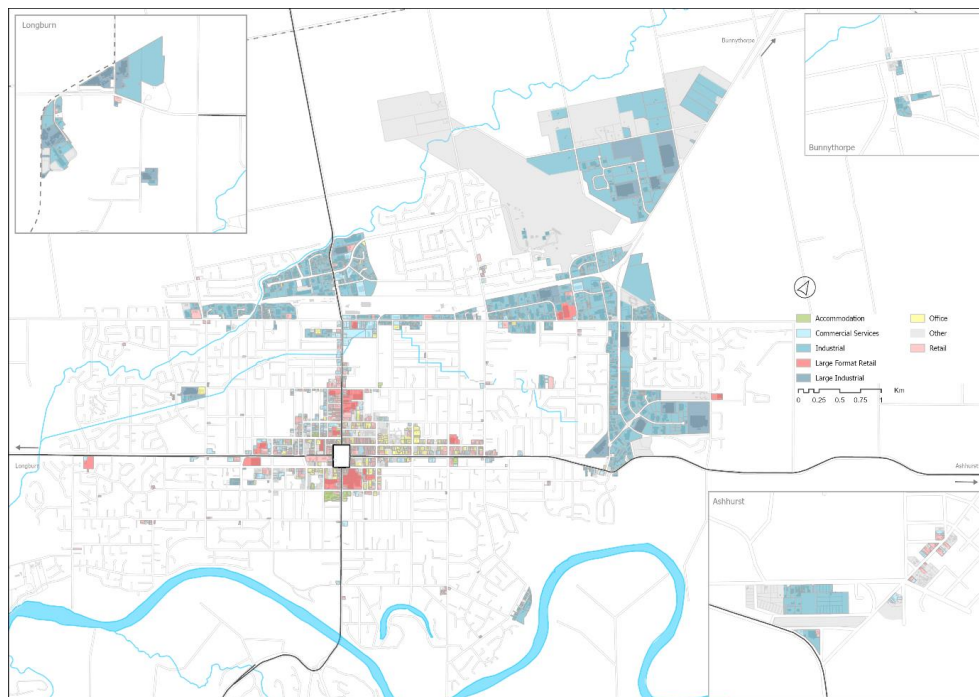 Longburn
Bunnythorpe
Bunnythorpe
Accommodation
Commercial Services
Industrial
Large Format Retail
Large Industrial
Office
Other
Retail
Km
0 0.25 0.5 0.75 1
Longburn
Ashhurst
Ashhurst